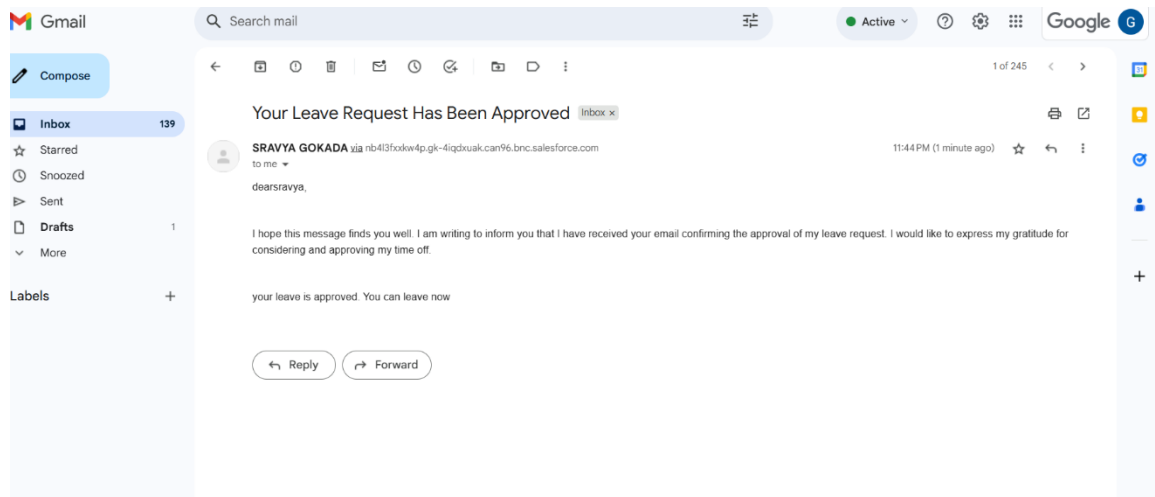 Gmail
Search mail
Active
Google G
Compose
1 of 245
31
Your Leave Request Has Been Approved Inbox x
Inbox 139
SRAVYA GOKADA via nb4l3fxxkw4p.gk-4iqdxuak.can96.bnc.salesforce.com 11:44 PM (1 minute ago)
Starred
to me
Snoozed
dearsravya,
Sent
Drafts 1
I hope this message finds you well. I am writing to inform you that I have received your email confirming the approval of my leave request. I would like to express my gratitude for
considering and approving my time off.
More
Labels
your leave is approved. You can leave now
Reply Forward